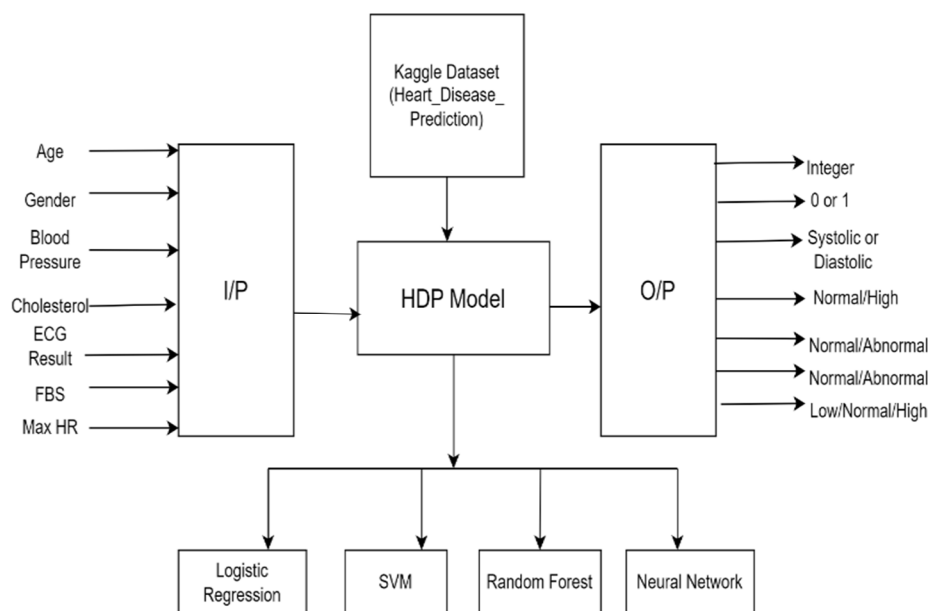 Kaggle Dataset
(Heart_Disease_
Prediction)
Age
Gender
Blood
Pressure
Cholesterol
ECG
Result
FBS
Max HR
I/P
HDP Model
O/P
Integer
0 or 1
Systolic or
Diastolic
Normal/High
Normal/Abnormal
Normal/Abnormal
Low/Normal/High
Logistic
Regression
SVM
Random Forest
Neural Network